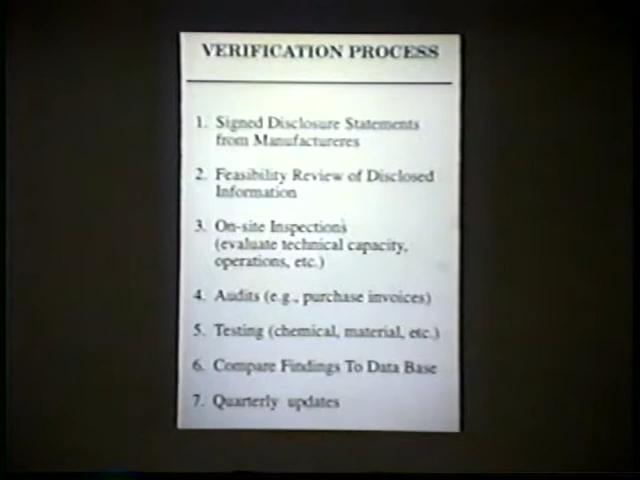 VERIFICATION PROCESS
1. Signed Disclosure Statements
from Manufactureres
2. Feasibility Review of Disclosed
Information
3. On-site Inspections
(evaluate technical capacity,
operations, etc.)
4. Audits (e.g., purchase invoices)
5. Testing (chemical, material, etc.)
6. Compare Findings To Data Base
7. Quarterly updates